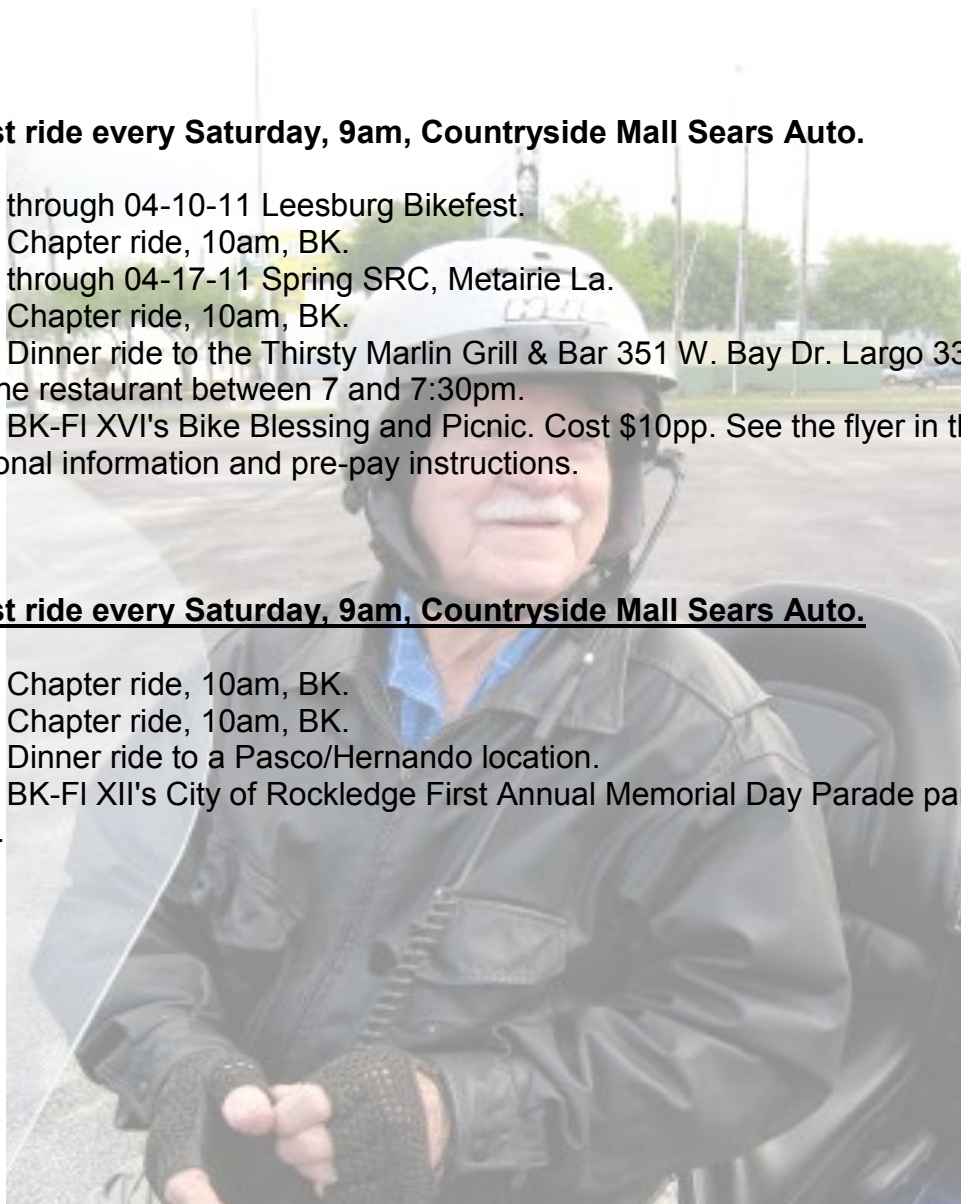 st ride every Saturday, 9am, Countryside Mall Sears Auto.
through 04-10-11 Leesburg Bikefest.
Chapter ride, 10am, BK.
through 04-17-11 Spring SRC, Metairie La.
Chapter ride, 10am, BK.
Dinner ride to the Thirsty Marlin Grill & Bar 351 W. Bay Dr. Largo 33
he restaurant between 7 and 7:30pm.
BK-Fl XVI's Bike Blessing and Picnic. Cost $10pp. See the flyer in th
onal information and pre-pay instructions.
st ride every Saturday, 9am, Countryside Mall Sears Auto.
Chapter ride, 10am, BK.
Chapter ride, 10am, BK.
Dinner ride to a Pasco/Hernando location.
BK-Fl XII's City of Rockledge First Annual Memorial Day Parade pa
.